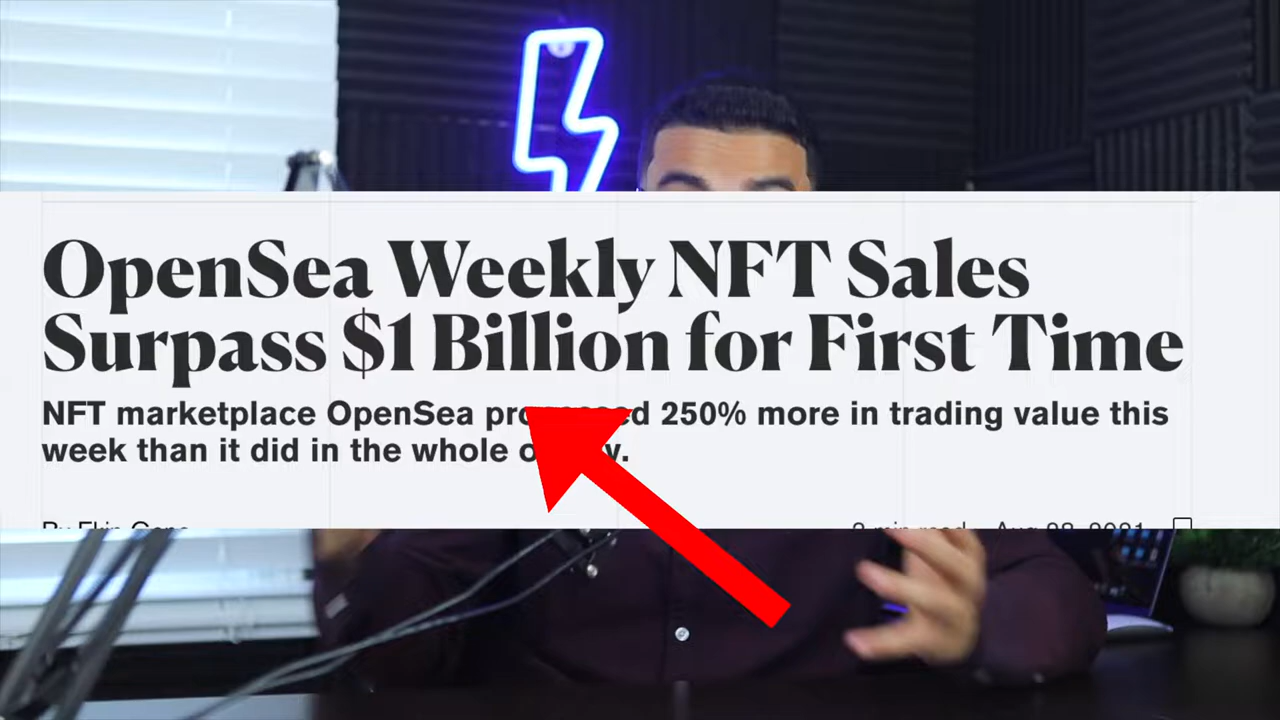 OpenSea Weekly NFT Sales
Surpass $1 Billion for First Time
NFT marketplace OpenSea 250% more in trading value this
week than it did in the whole